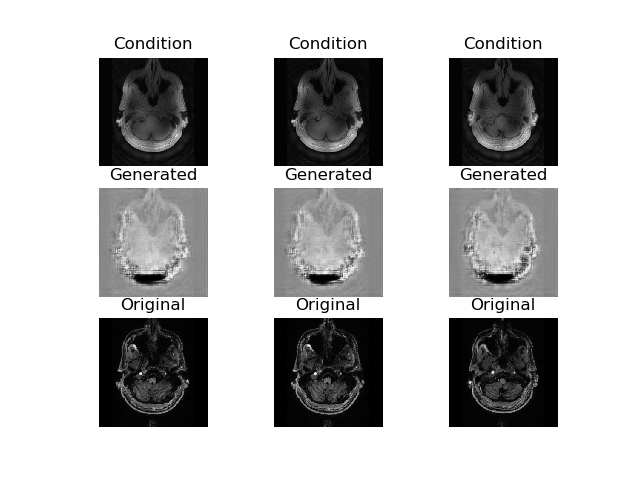 Condition Condition Condition
Generated Generated Generated
Original Original Original